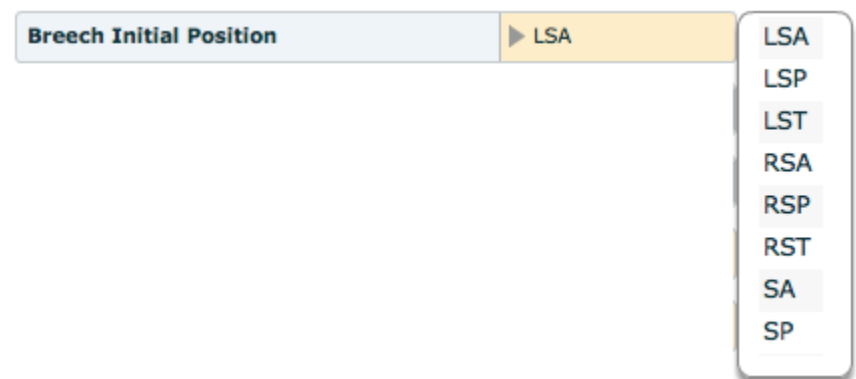 Breech Initial Position LSA
LSA
LSP
LST
RSA
RSP
RST
SA
SP